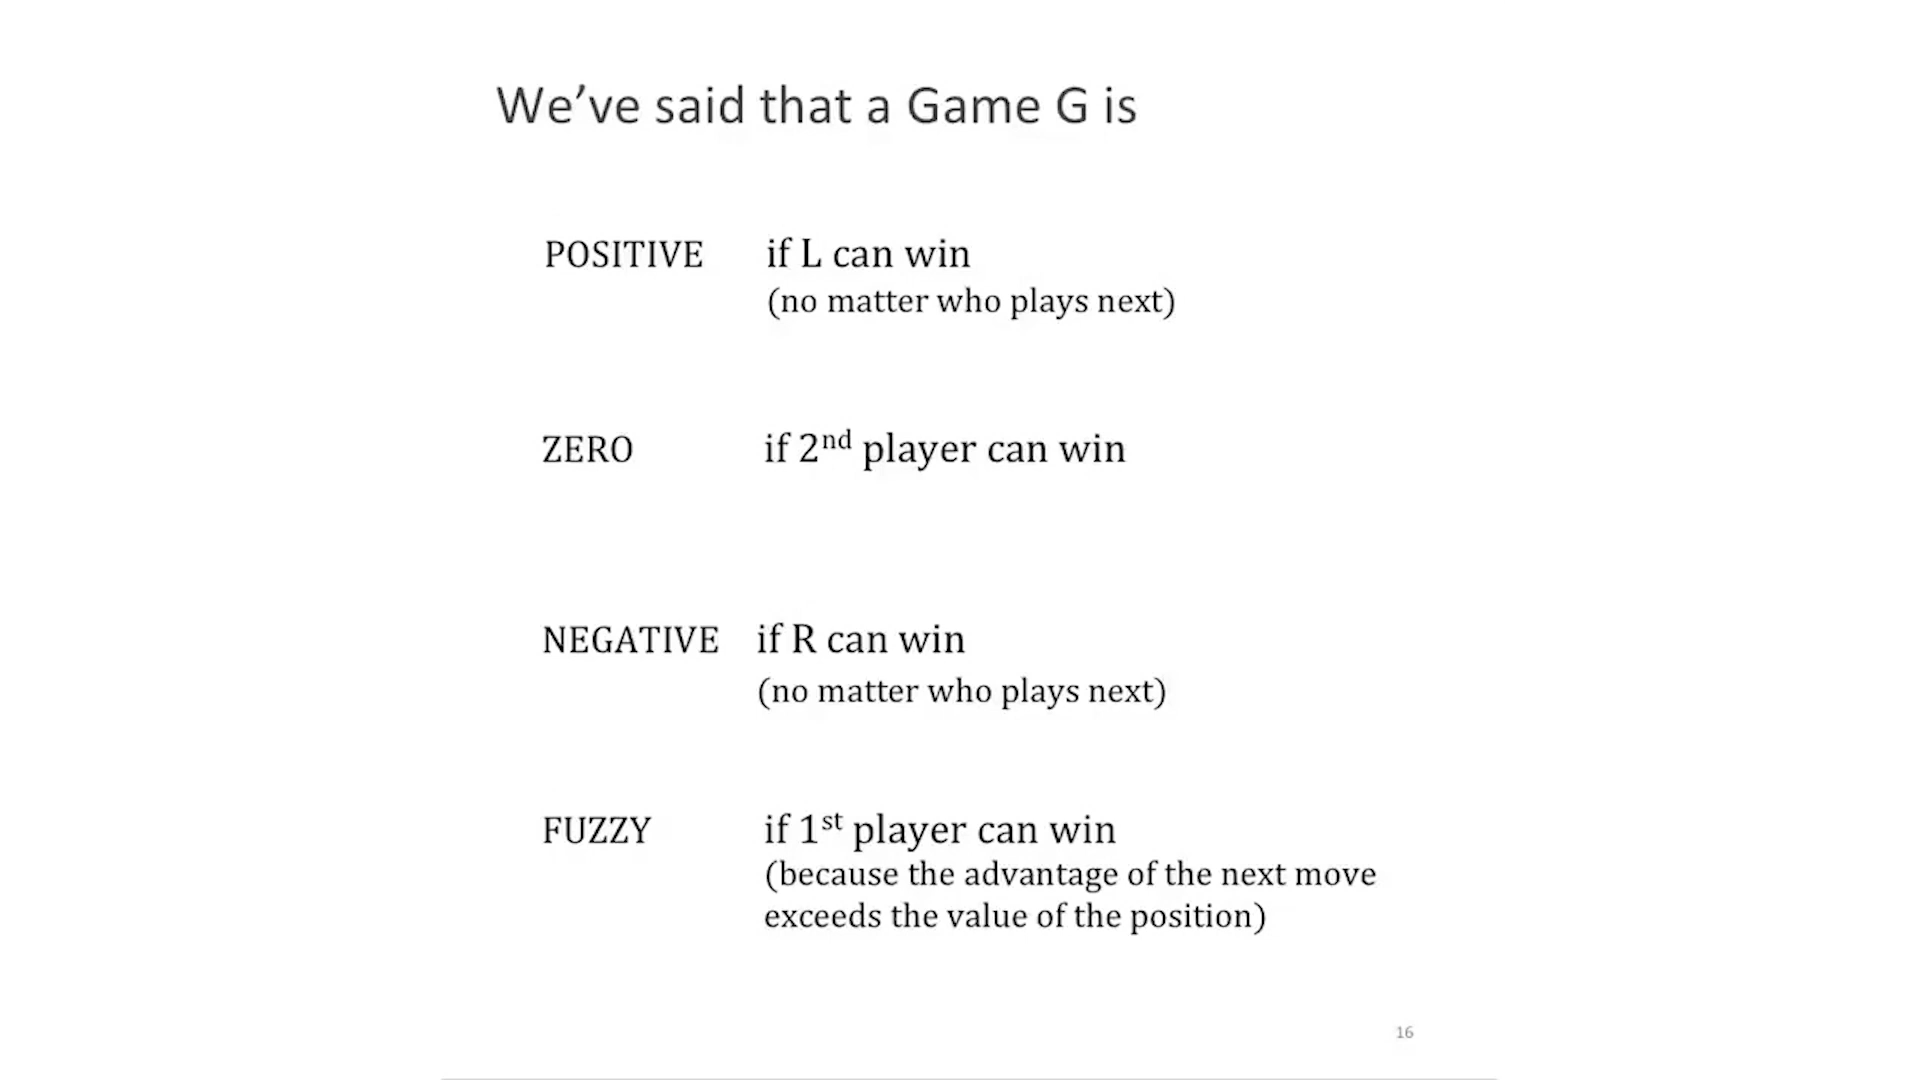 We’ve said that a Game G is
POSITIVE if L can win
(no matter who plays next)
ZERO if 2nd player can win
NEGATIVE if R can win
(no matter who plays next)
FUZZY if 1st player can win
(because the advantage of the next move
exceeds the value of the position)
16